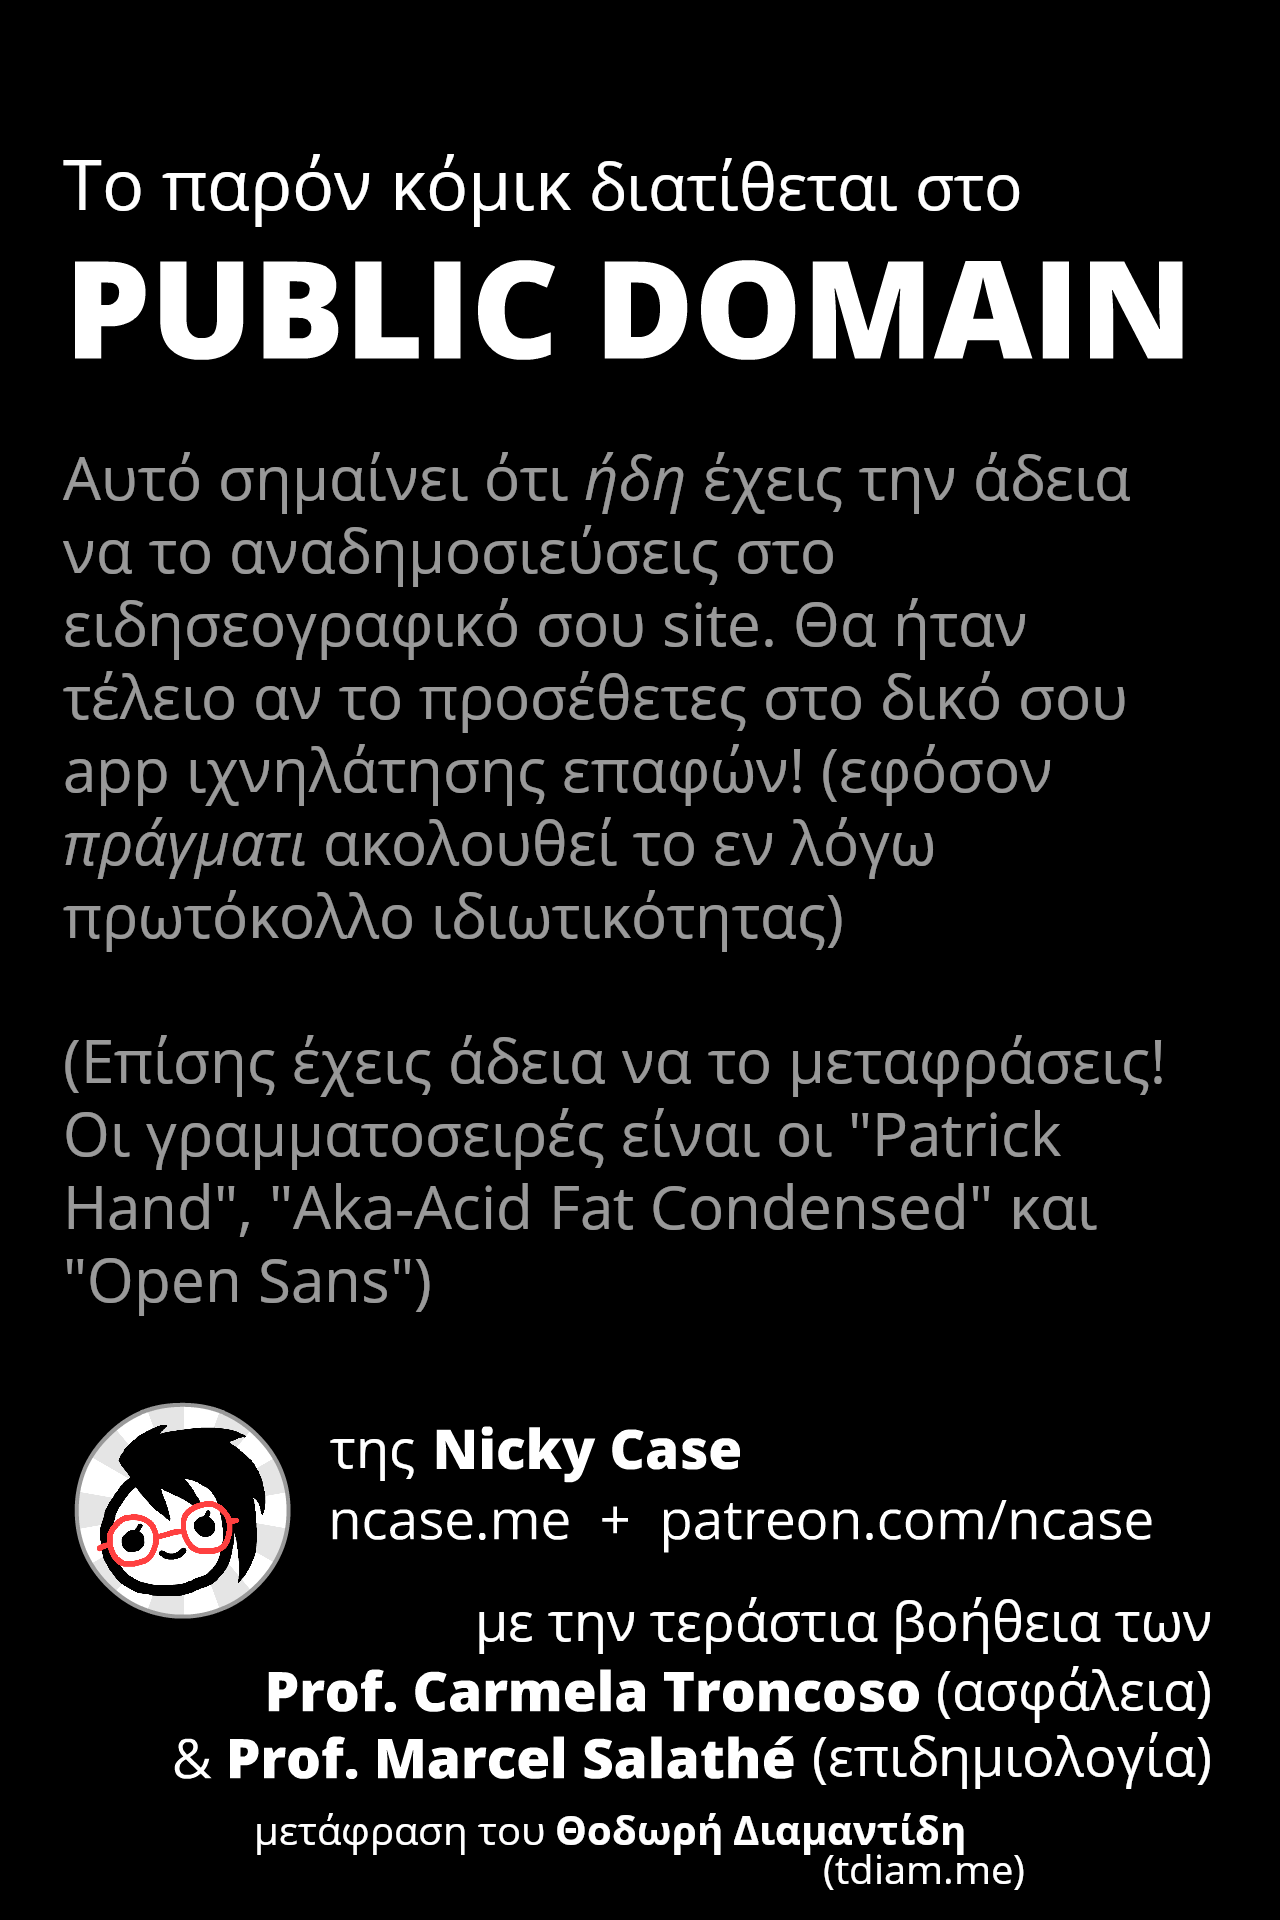 Το παρόν κόμικ διατίθεται στο
PUBLIC DOMAIN
Αυτό σημαίνει ότι ήδη έχεις την άδεια
να το αναδημοσιεύσεις στο
ειδησεογραφικό σου site. Θα ήταν
τέλειο αν το προσέθετες στο δικό σου
app ιχνηλάτησης επαφών! (εφόσον
πράγματι ακολουθεί το εν λόγω
πρωτόκολλο ιδιωτικότητας)
(Επίσης έχεις άδεια να το μεταφράσεις!
Οι γραμματοσειρές είναι οι "Patrick
Hand", "Aka-Acid Fat Condensed" και
"Open Sans")
της Nicky Case
ncase.me + patreon.com/ncase
με την τεράστια βοήθεια των
Prof. Carmela Troncoso (ασφάλεια)
& Prof. Marcel Salathé (επιδημιολογία)
μετάφραση του Θοδωρή Διαμαντίδη
(tdiam.me)